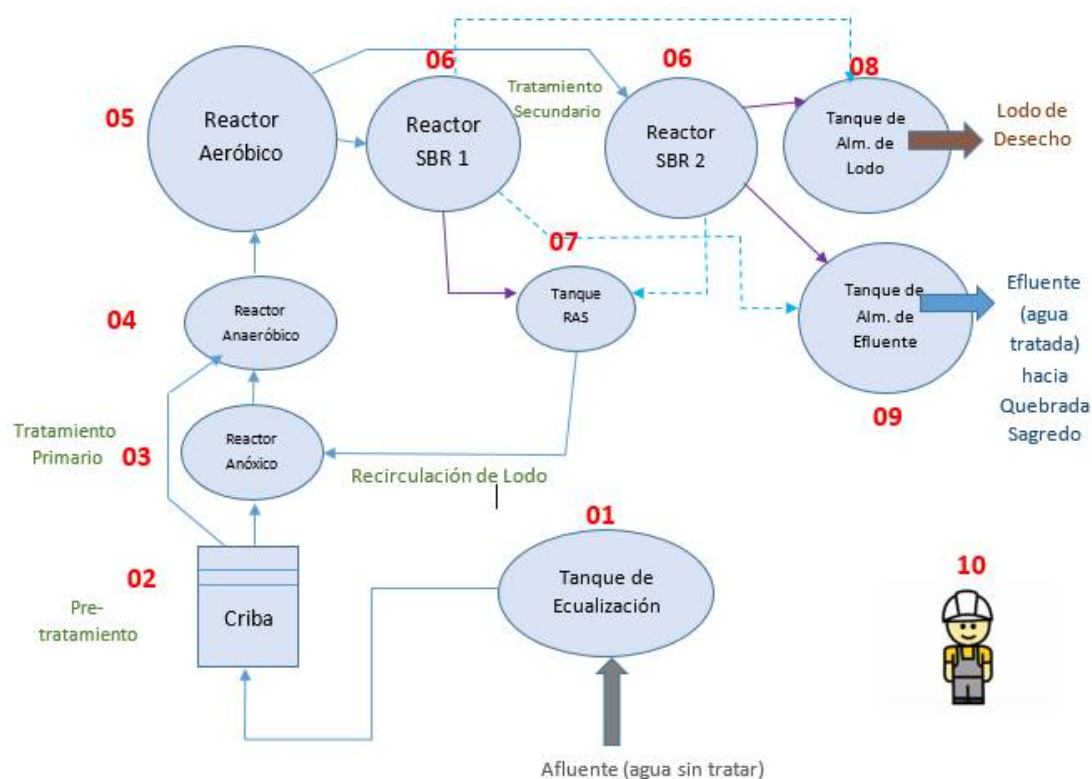 06
06
08
05
Reactor
Aeróbico
Reactor
SBR 1
Tratamiento
Secundario
Reactor
SBR 2
Tanque de
Alm. de
Lodo
Lodo de
Desecho
07
04
Reactor
Anaeróbico
Tanque
RAS
Tanque de
Alm. de
Efluente
Efluente
(agua
tratada)
hacia
Quebrada
Sagredo
09
Tratamiento
Primario
03
Reactor
Anóxico
Recirculación de Lodo
01
02
Pre-
tratamiento
Criba
Tanque de
Ecualización
10
Afluente (agua sin tratar)